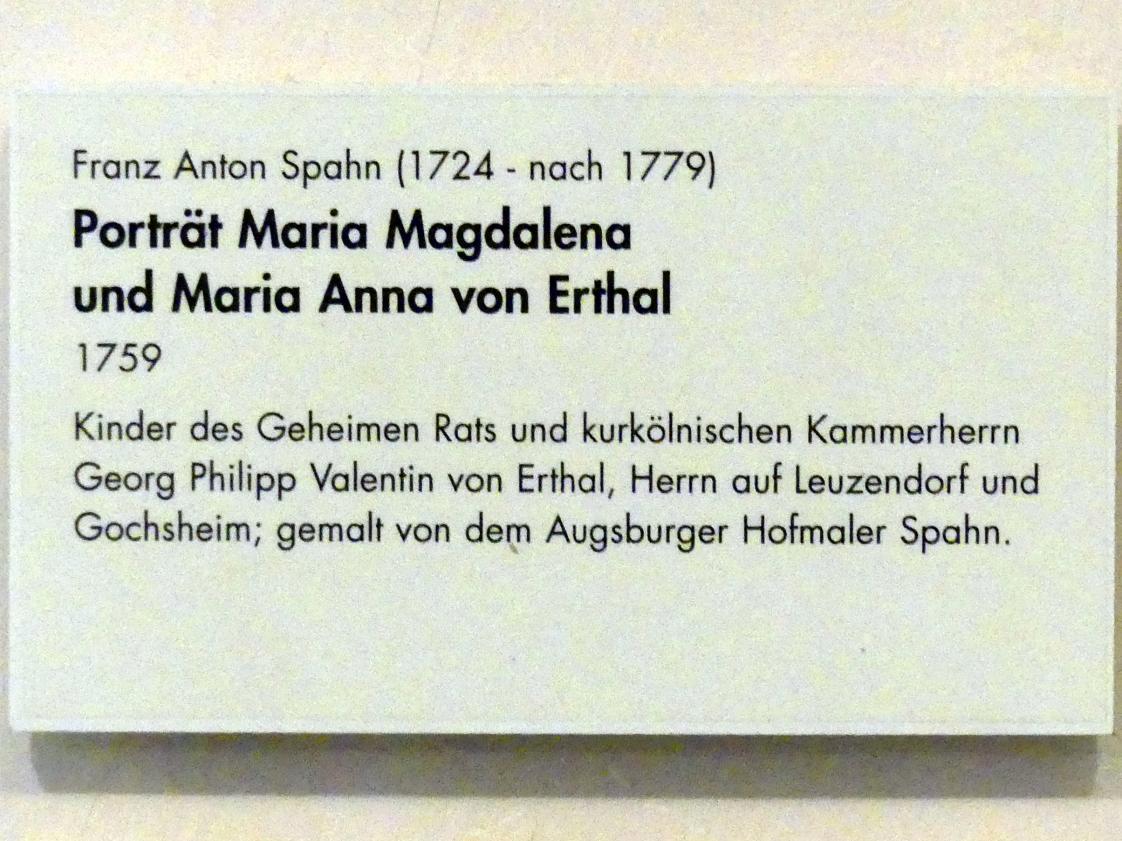 Franz Anton Spahn (1724 - nach 1779)
Porträt Maria Magdalena
und Maria Anna von Erthal
1759
Kinder des Geheimen Rats und kurkölnischen Kammerherrn
Georg Philipp Valentin von Erthal, Herrn auf Leuzendorf und
Gochsheim; gemalt von dem Augsburger Hofmaler Spahn.